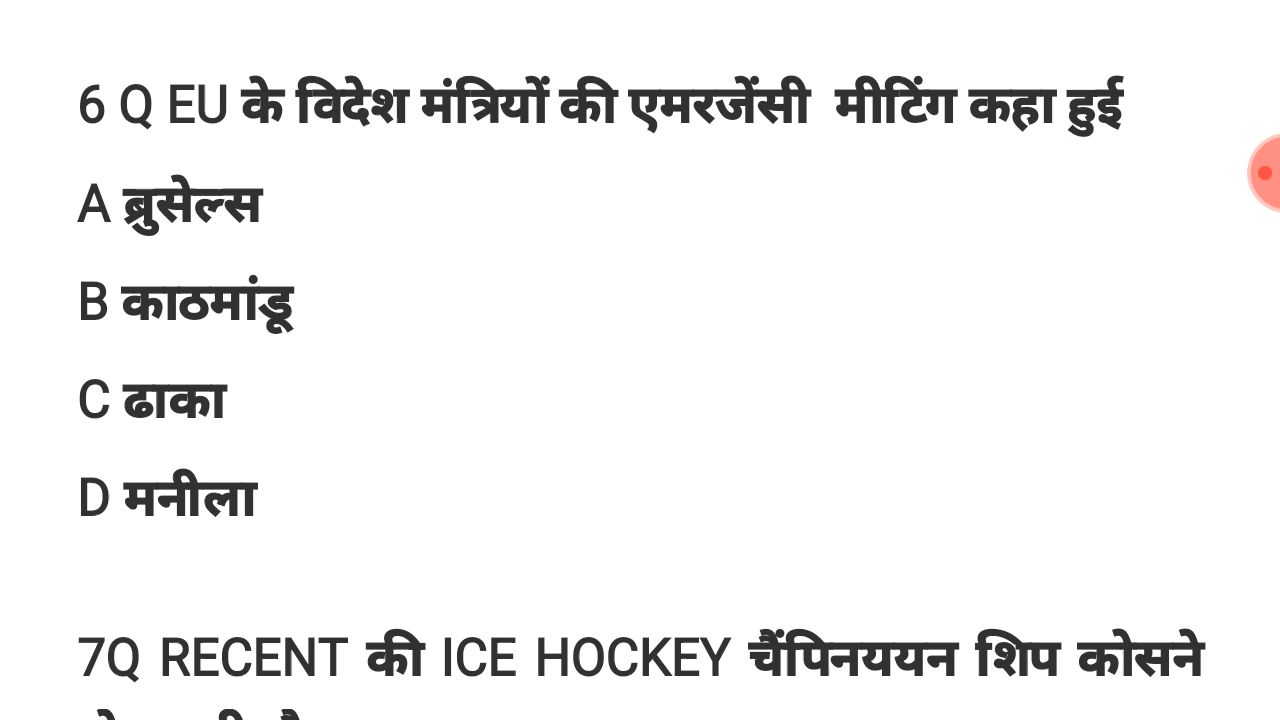 6 Q EU के विदेश मंत्रियों की एमरजेंसी मीटिंग कहा हुई
A ब्रुसेल्स
B काठमांडू
C ढाका
D मनीला
7Q RECENT की ICE HOCKEY चैंपिनययन शिप कोसने